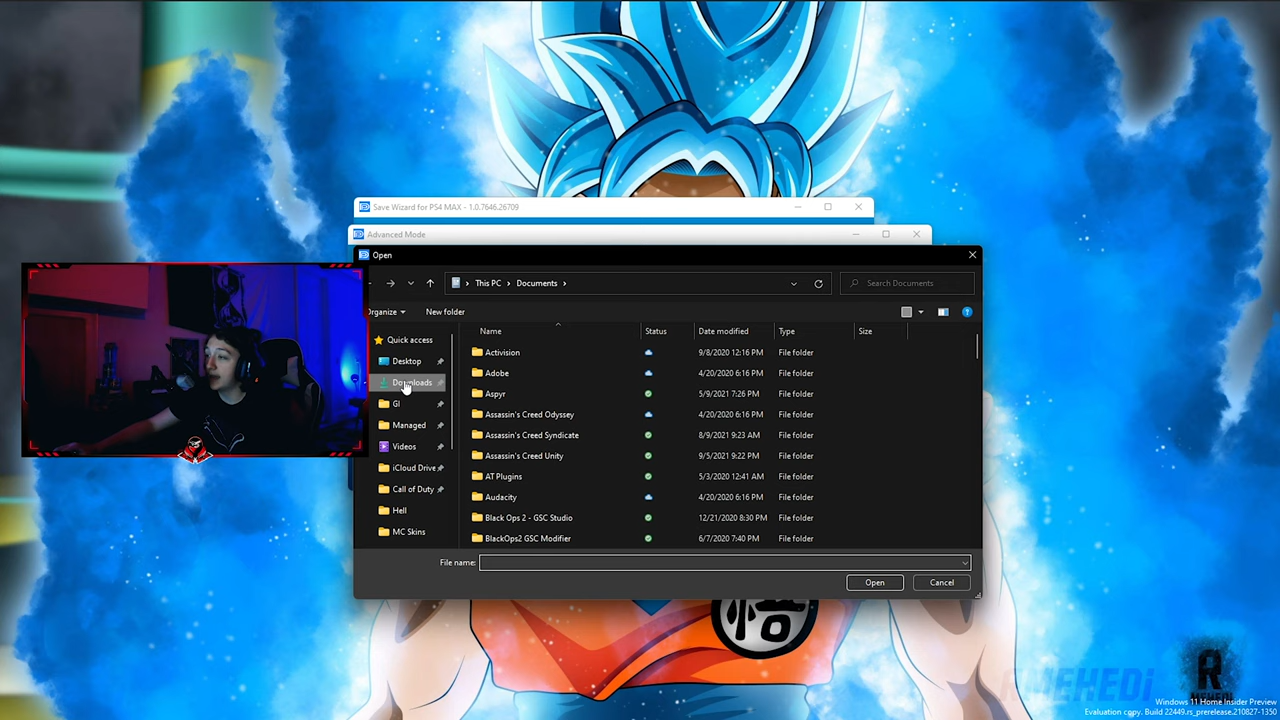 Save Wizard for PS4 MAX - 1.0.7646.26709
Advanced Mode
Open
This PC > Documents >
Search Documents
Organize
New folder
Name Status Date modified Type Size
Quick access
Desktop
Downloads
GI
Managed
Videos
iCloud Drive
Call of Duty
Hell
MC Skins
Activision 9/8/2020 12:16 PM File folder
Adobe 4/20/2020 6:16 PM File folder
Aspyr 5/9/2021 7:26 PM File folder
Assassin's Creed Odyssey 4/20/2020 6:16 PM File folder
Assassin's Creed Syndicate 8/9/2021 9:23 AM File folder
Assassin's Creed Unity 9/5/2021 9:22 PM File folder
AT Plugins 5/3/2020 12:41 AM File folder
Audacity 4/20/2020 6:16 PM File folder
Black Ops 2 - GSC Studio 12/21/2020 8:30 PM File folder
BlackOps2 GSC Modifier 6/7/2020 7:40 PM File folder
File name:
Open
Cancel
悟
R
Windows 11 Home Insider Preview
Evaluation copy. Build 22449.rs_prerelease.210827-1350